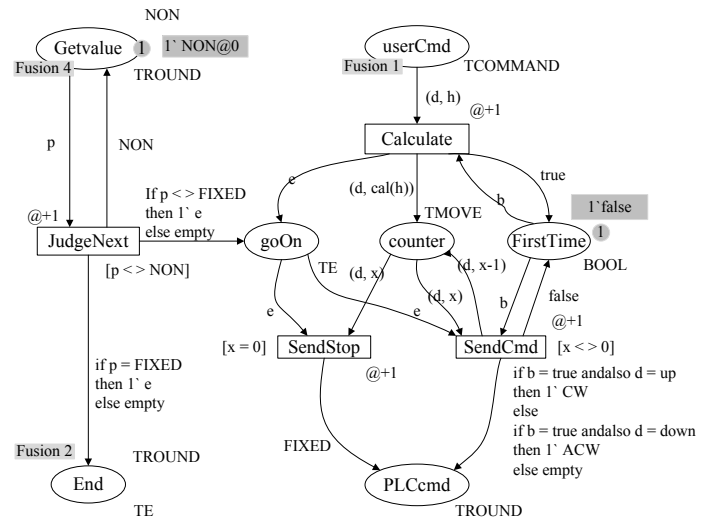 NON
Getvalue
1
1` NON@0
Fusion 4
TROUND
userCmd
Fusion 1
TCOMMAND
(d, h)
@+1
Calculate
p
NON
e
(d, cal(h))
b
true
@+1
If p < > FIXED
then 1` e
else empty
TMOVE
1`false
1
JudgeNext
goOn
counter
FirstTime
[p < > NON]
TE
(d, x)
(d, x-1)
BOOL
e
(d, x)
e
b
false
@+1
[x = 0]
SendStop
SendCmd
[x < > 0]
@+1
if p = FIXED
then 1` e
else empty
if b = true andalso d = up
then 1` CW
else
if b = true andalso d = down
then 1` ACW
else empty
FIXED
Fusion 2
TROUND
End
TE
PLCcmd
TROUND